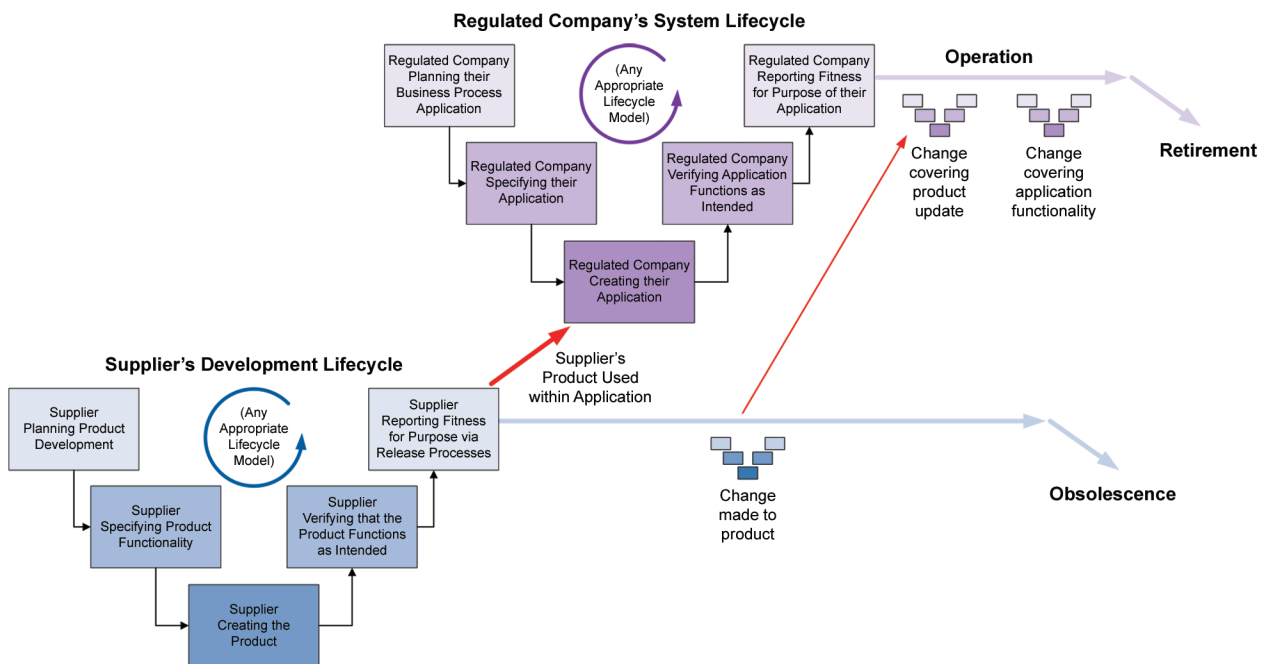 Regulated Company's System Lifecycle
Regulated Company
Planning their
Business Process
Application
(Any
Appropriate
Lifecycle
Model)
Regulated Company
Reporting Fitness
for Purpose of their
Application
Operation
Retirement
Regulated Company
Specifying their
Application
Regulated Company
Verifying Application
Functions as
Intended
Change
covering
product
update
Change
covering
application
functionality
Regulated Company
Creating their
Application
Supplier's
Product Used
within Application
Supplier's Development Lifecycle
Supplier
Planning Product
Development
(Any
Appropriate
Lifecycle
Model)
Supplier
Reporting Fitness
for Purpose via
Release Processes
Supplier
Specifying Product
Functionality
Supplier
Verifying that the
Product Functions
as Intended
Change
made to
product
Obsolescence
Supplier
Creating the
Product